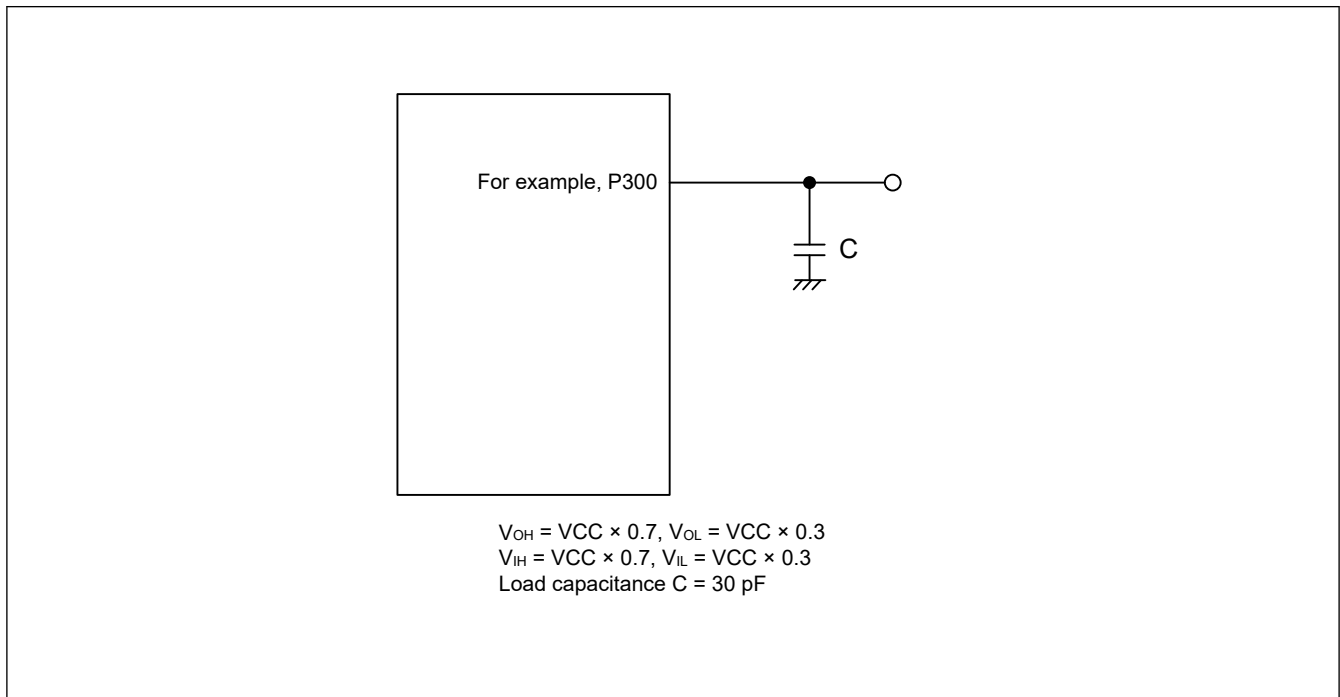 For example, P300
C
VOH = VCC × 0.7, VOL = VCC × 0.3
VIH = VCC × 0.7, VIL = VCC × 0.3
Load capacitance C = 30 pF